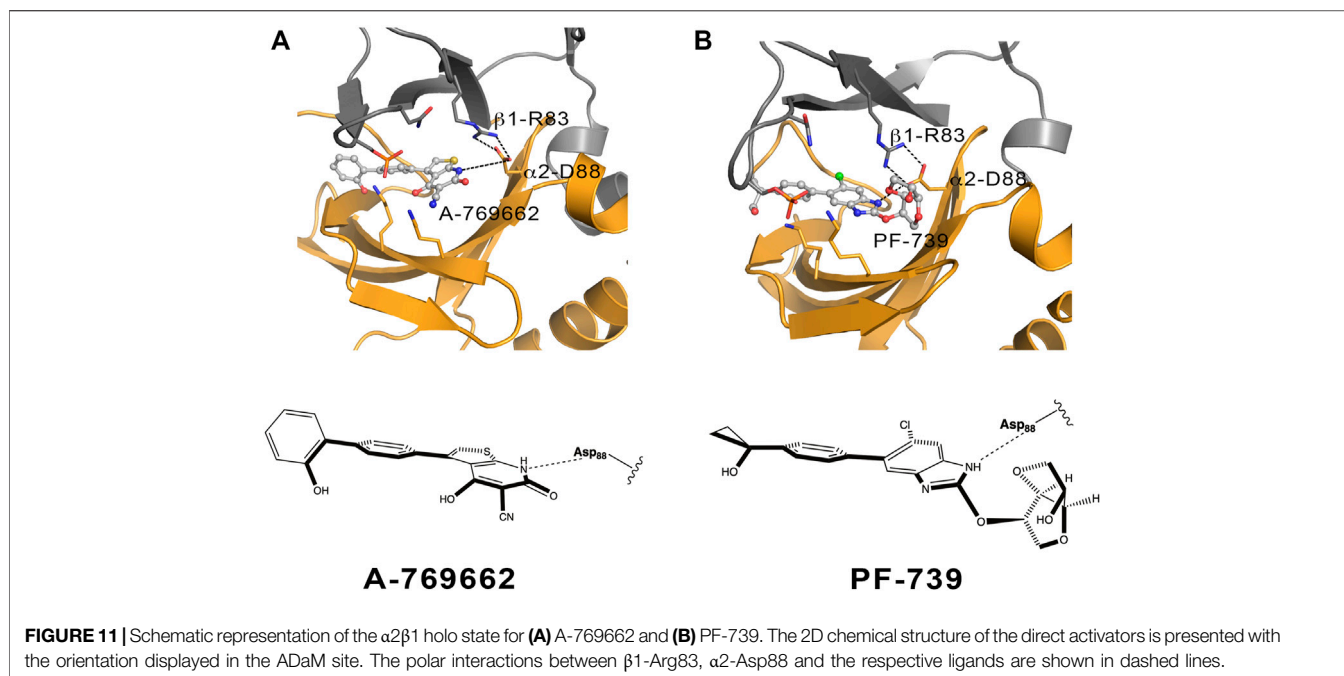 A
B
β1-R83
α2-D88
A-769662
β1-R83
α2-D88
PF-739
OH
S
H
N
HO
O
CN
Asp88
Cl
HO
N
NH
O
O
H
H
HO
O
Asp88
A-769662
PF-739
FIGURE 11 | Schematic representation of the α2β1 holo state for (A) A-769662 and (B) PF-739. The 2D chemical structure of the direct activators is presented with
the orientation displayed in the ADaM site. The polar interactions between β1-Arg83, α2-Asp88 and the respective ligands are shown in dashed lines.